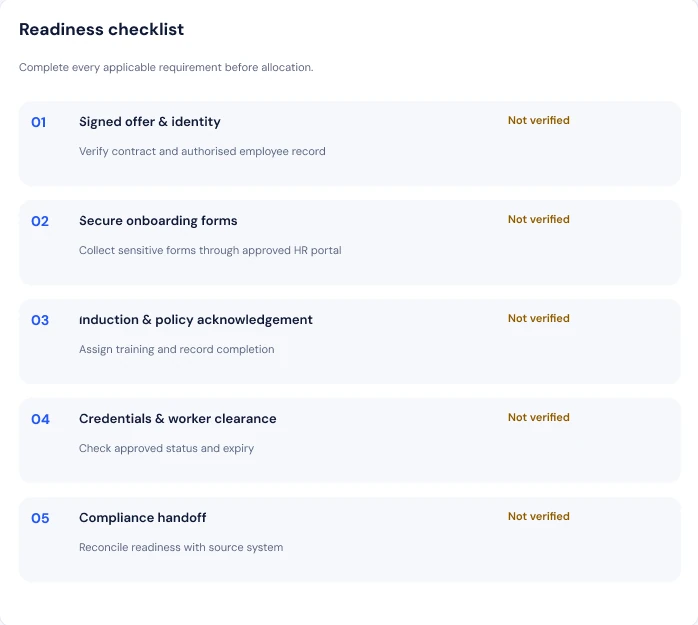 Readiness checklist
Complete every applicable requirement before allocation.
01 Signed offer & identity Not verified
Verify contract and authorised employee record
02 Secure onboarding forms Not verified
Collect sensitive forms through approved HR portal
03 Induction & policy acknowledgement Not verified
Assign training and record completion
04 Credentials & worker clearance Not verified
Check approved status and expiry
05 Compliance handoff Not verified
Reconcile readiness with source system